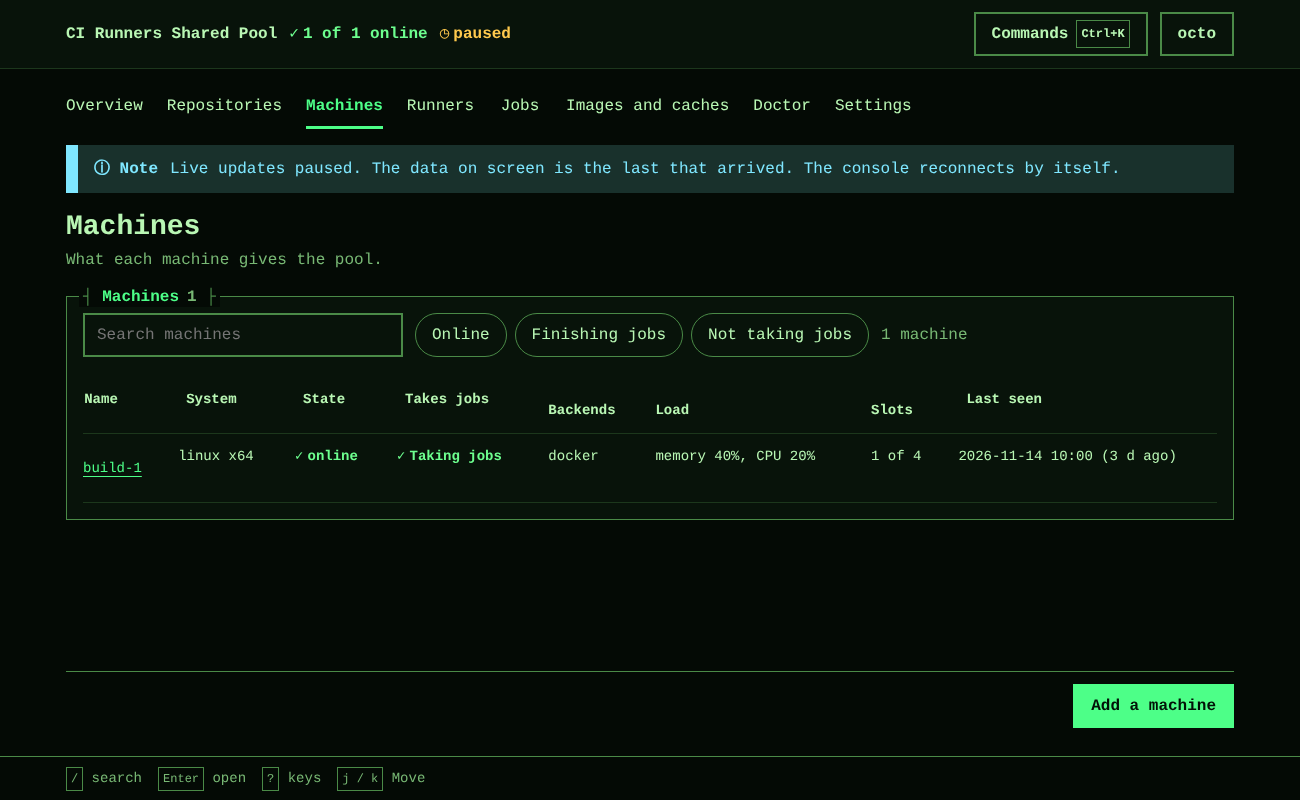 CI Runners Shared Pool ✓ 1 of 1 online ◷ paused Commands Ctrl+K octo
Overview Repositories Machines Runners Jobs Images and caches Doctor Settings
ⓘ Note Live updates paused. The data on screen is the last that arrived. The console reconnects by itself.
Machines
What each machine gives the pool.
Machines 1
Search machines Online Finishing jobs Not taking jobs 1 machine
Name System State Takes jobs Backends Load Slots Last seen
build-1 linux x64 ✓ online ✓ Taking jobs docker memory 40%, CPU 20% 1 of 4 2026-11-14 10:00 (3 d ago)
Add a machine
/ search Enter open ? keys j / k Move